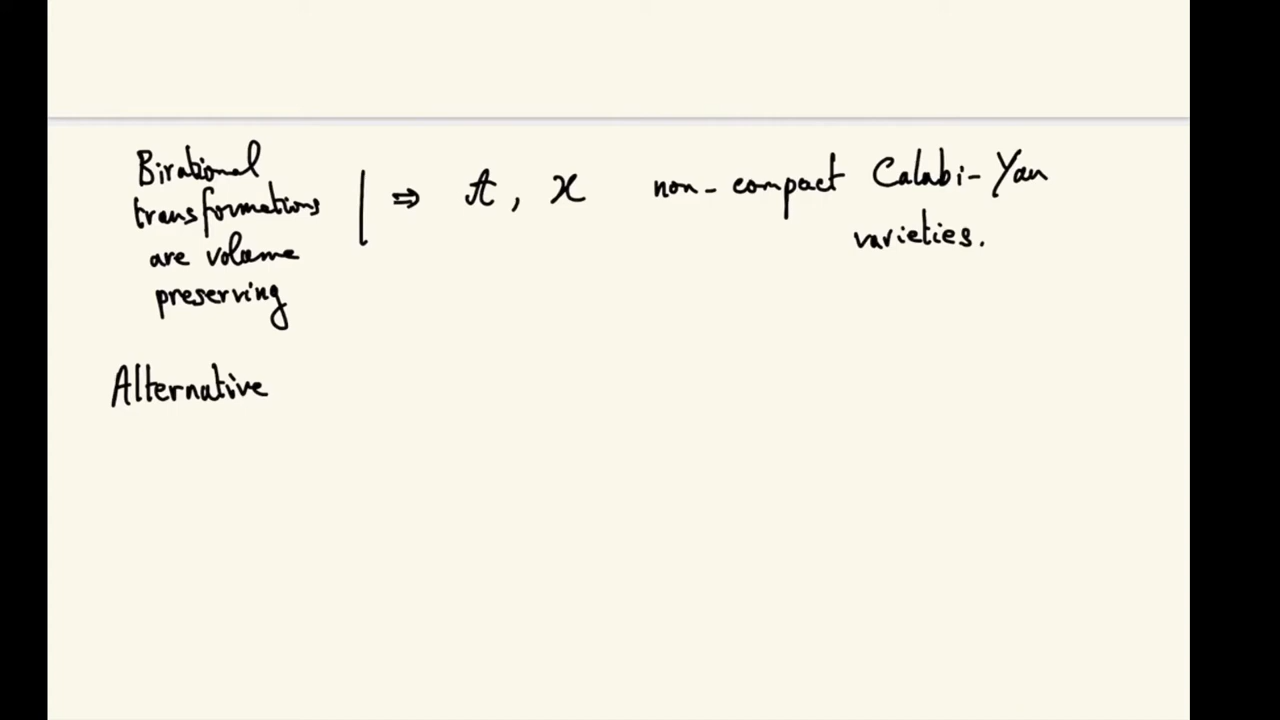 Birational
transformations
are volume
preserving
⇒ 𝒜, 𝒳 non-compact Calabi-Yau
varieties.
Alternative